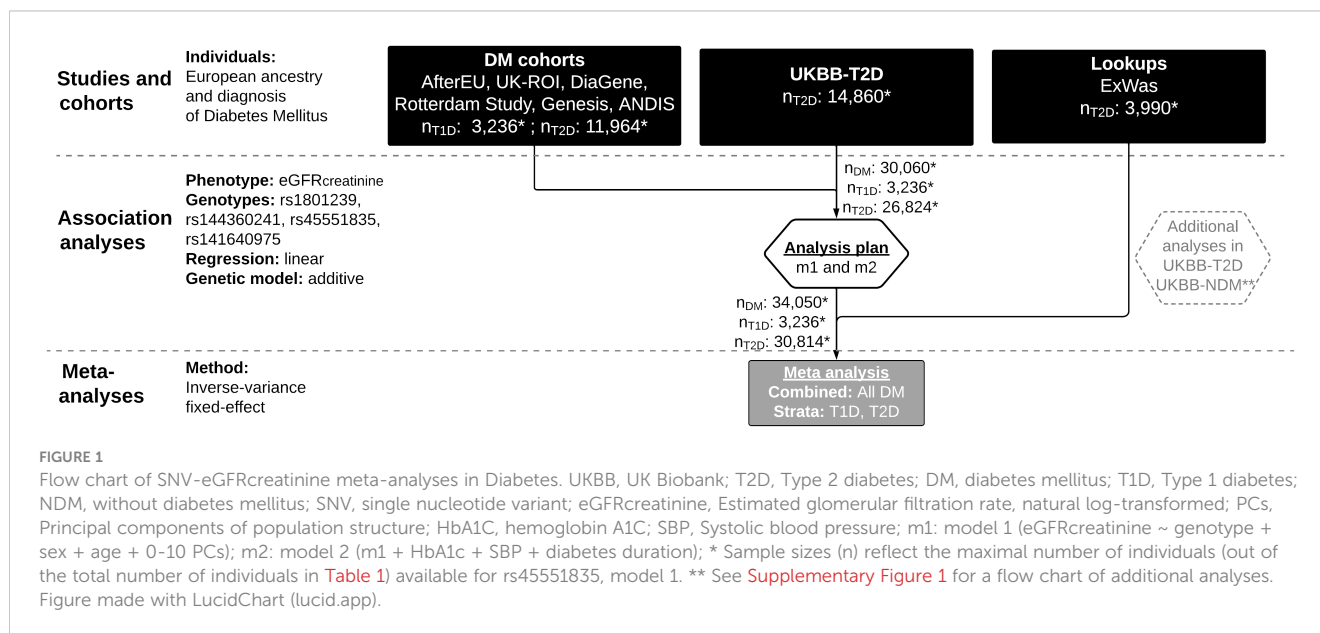 Studies and
cohorts
Individuals:
European ancestry
and diagnosis
of Diabetes Mellitus
DM cohorts
AfterEU, UK-ROI, DiaGene,
Rotterdam Study, Genesis, ANDIS
nT1D: 3,236* ; nT2D: 11,964*
UKBB-T2D
nT2D: 14,860*
Lookups
ExWas
nT2D: 3,990*
Association
analyses
Phenotype: eGFRcreatinine
Genotypes: rs1801239,
rs144360241, rs45551835,
rs141640975
Regression: linear
Genetic model: additive
nDM: 30,060*
nT1D: 3,236*
nT2D: 26,824*
Analysis plan
m1 and m2
Additional
analyses in
UKBB-T2D
UKBB-NDM**
nDM: 34,050*
nT1D: 3,236*
nT2D: 30,814*
Meta-
analyses
Method:
Inverse-variance
fixed-effect
Meta analysis
Combined: All DM
Strata: T1D, T2D
FIGURE 1
Flow chart of SNV-eGFRcreatinine meta-analyses in Diabetes. UKBB, UK Biobank; T2D, Type 2 diabetes; DM, diabetes mellitus; T1D, Type 1 diabetes;
NDM, without diabetes mellitus; SNV, single nucleotide variant; eGFRcreatinine, Estimated glomerular filtration rate, natural log-transformed; PCs,
Principal components of population structure; HbA1C, hemoglobin A1C; SBP, Systolic blood pressure; m1: model 1 (eGFRcreatinine ~ genotype +
sex + age + 0-10 PCs); m2: model 2 (m1 + HbA1c + SBP + diabetes duration); * Sample sizes (n) reflect the maximal number of individuals (out of
the total number of individuals in Table 1) available for rs45551835, model 1. ** See Supplementary Figure 1 for a flow chart of additional analyses.
Figure made with LucidChart (lucid.app).